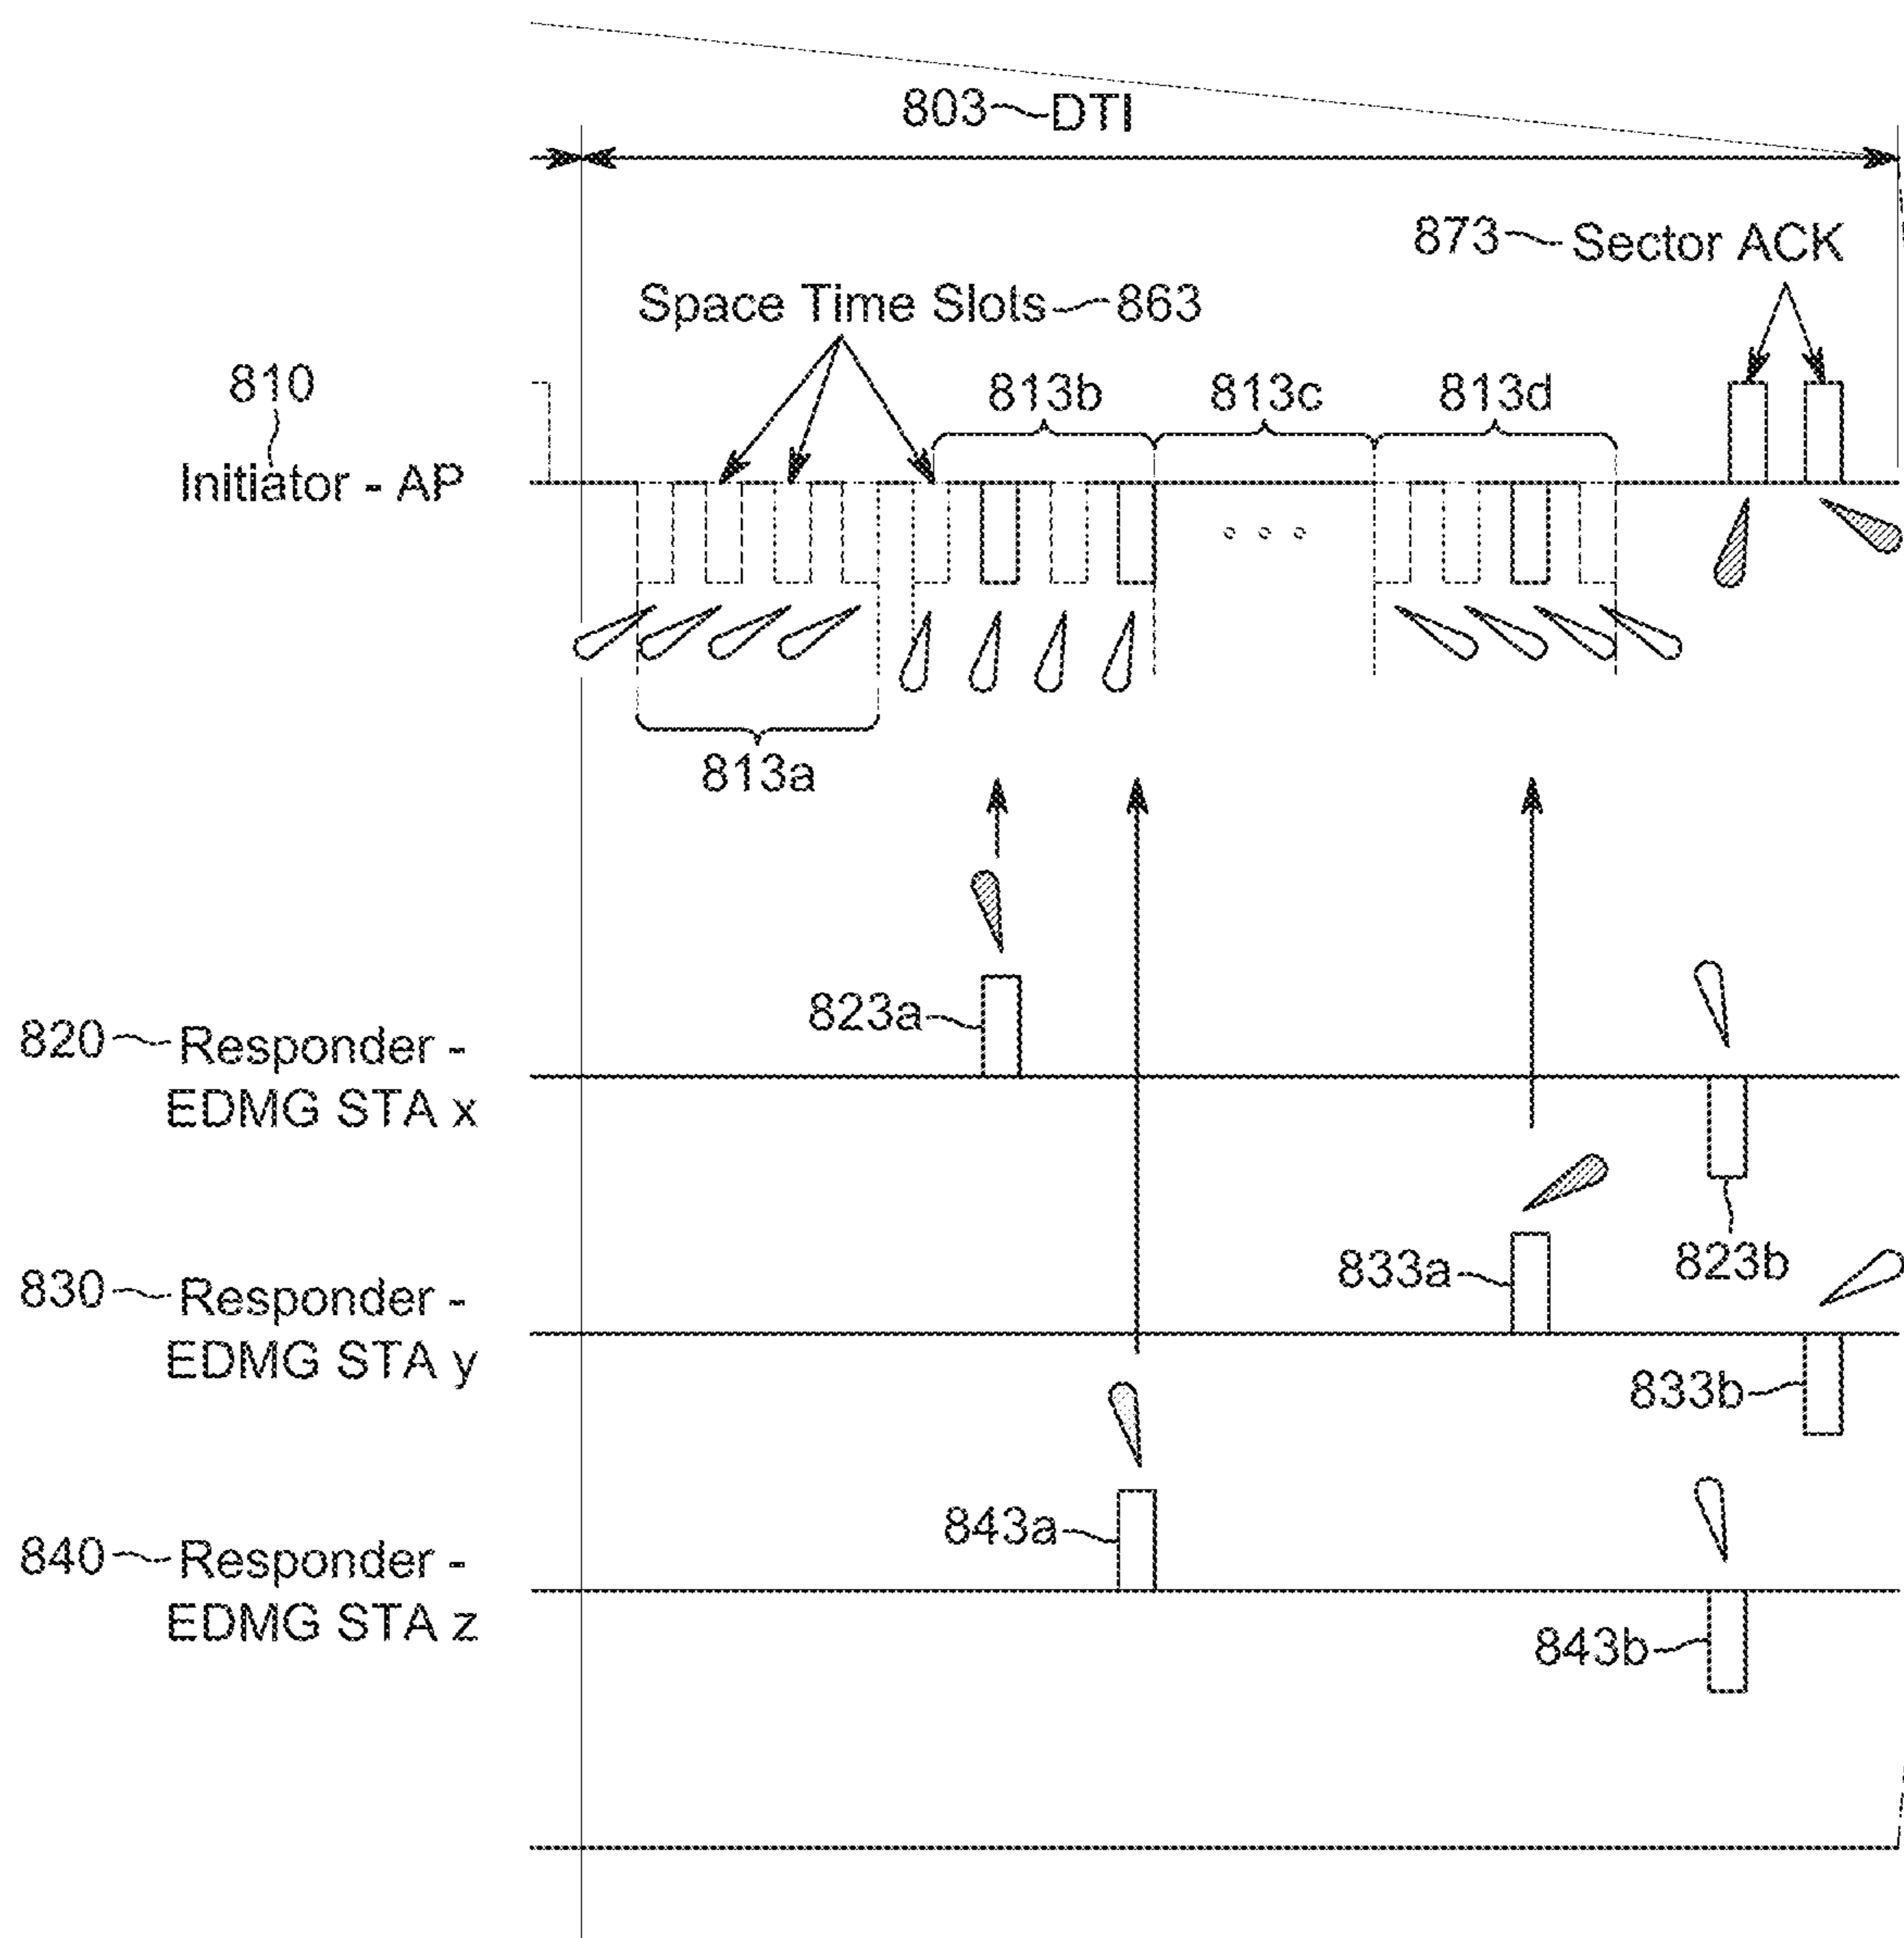 803 DTI
873 Sector ACK
Space Time Slots 863
810
813b 813c 813d
Initiator - AP
813a
823a
820 Responder -
EDMG STA x
833a 823b
830 Responder -
EDMG STA y
833b
843a
840 Responder -
EDMG STA z
843b